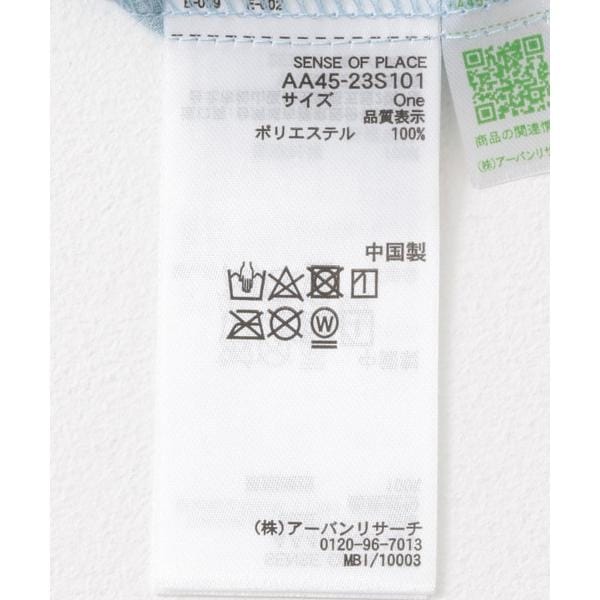 SENSE OF PLACE
AA45-23S101
サイズ One
品質表示
ポリエステル 100%
中国製
W
(株)アーバンリサーチ
0120-96-7013
MBI/10003
商品の関連情
(株)アーバンリサーチ